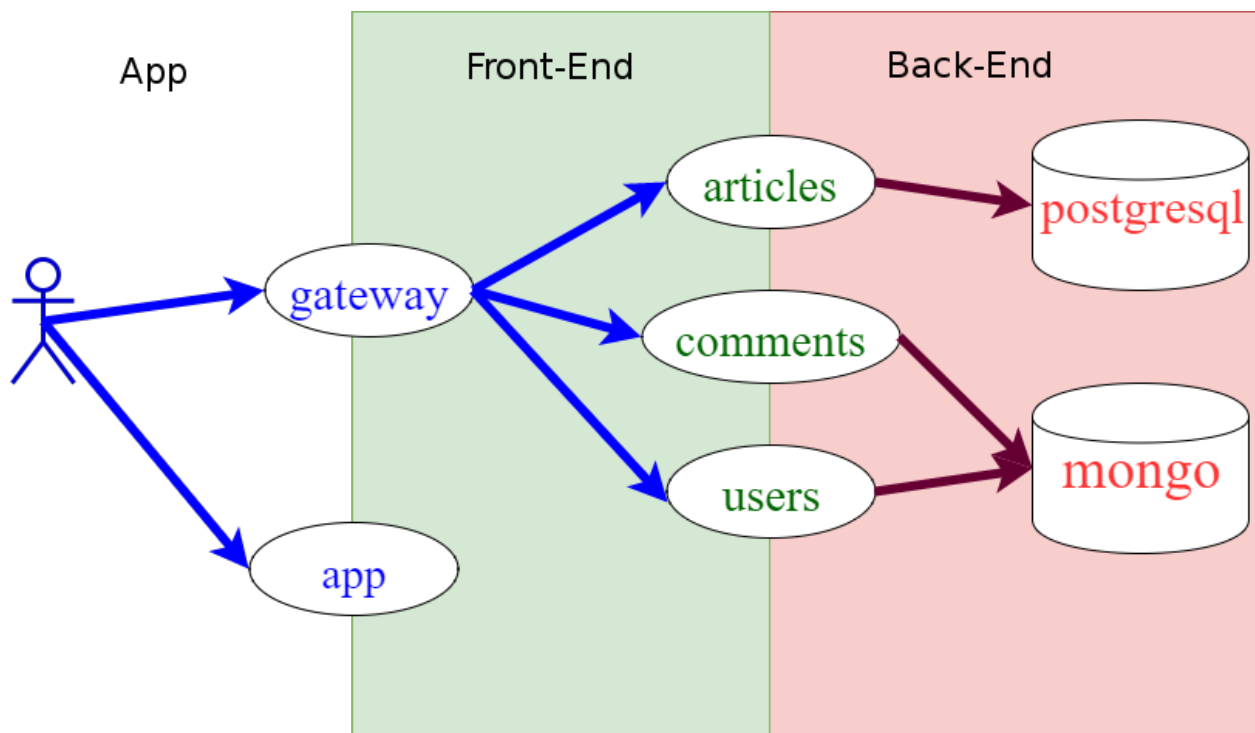 App
Front-End
Back-End
articles
postgresql
gateway
comments
mongo
users
app